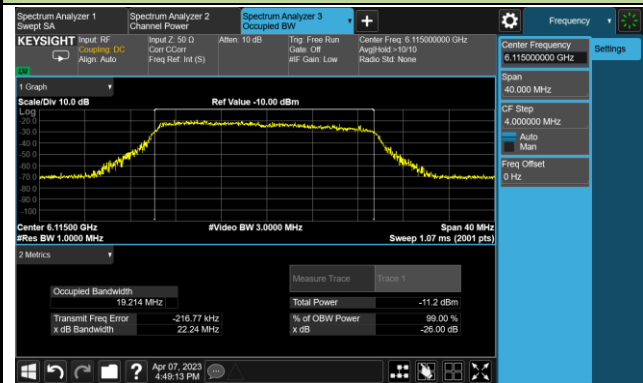 Spectrum Analyzer 1
Swept SA
Spectrum Analyzer 2
Channel Power
Spectrum Analyzer 3
Occupied BW
Frequency
KEYSIGHT
Input: RF
Coupling: DC
Align: Auto
Input Z: 50 Ω
Corr CCorr
Freq Ref: Int (S)
Atten: 10 dB
Trig: Free Run
Gate: Off
#IF Gain: Low
Center Freq: 6.115000000 GHz
Avg|Hold:>10/10
Radio Std: None
Center Frequency
6.115000000 GHz
Settings
Span
40.000 MHz
CF Step
4.000000 MHz
Auto
Man
Freq Offset
0 Hz
1 Graph
Scale/Div 10.0 dB
Ref Value -10.00 dBm
Log
-20.0
-30.0
-40.0
-50.0
-60.0
-70.0
-80.0
-90.0
-100
Center 6.11500 GHz
#Video BW 3.0000 MHz
Span 40 MHz
#Res BW 1.0000 MHz
Sweep 1.07 ms (2001 pts)
2 Metrics
Measure Trace
Trace 1
Occupied Bandwidth
19.214 MHz
Total Power
-11.2 dBm
Transmit Freq Error
-216.77 kHz
% of OBW Power
99.00 %
x dB Bandwidth
22.24 MHz
x dB
-26.00 dB
Apr 07, 2023
4:49:13 PM